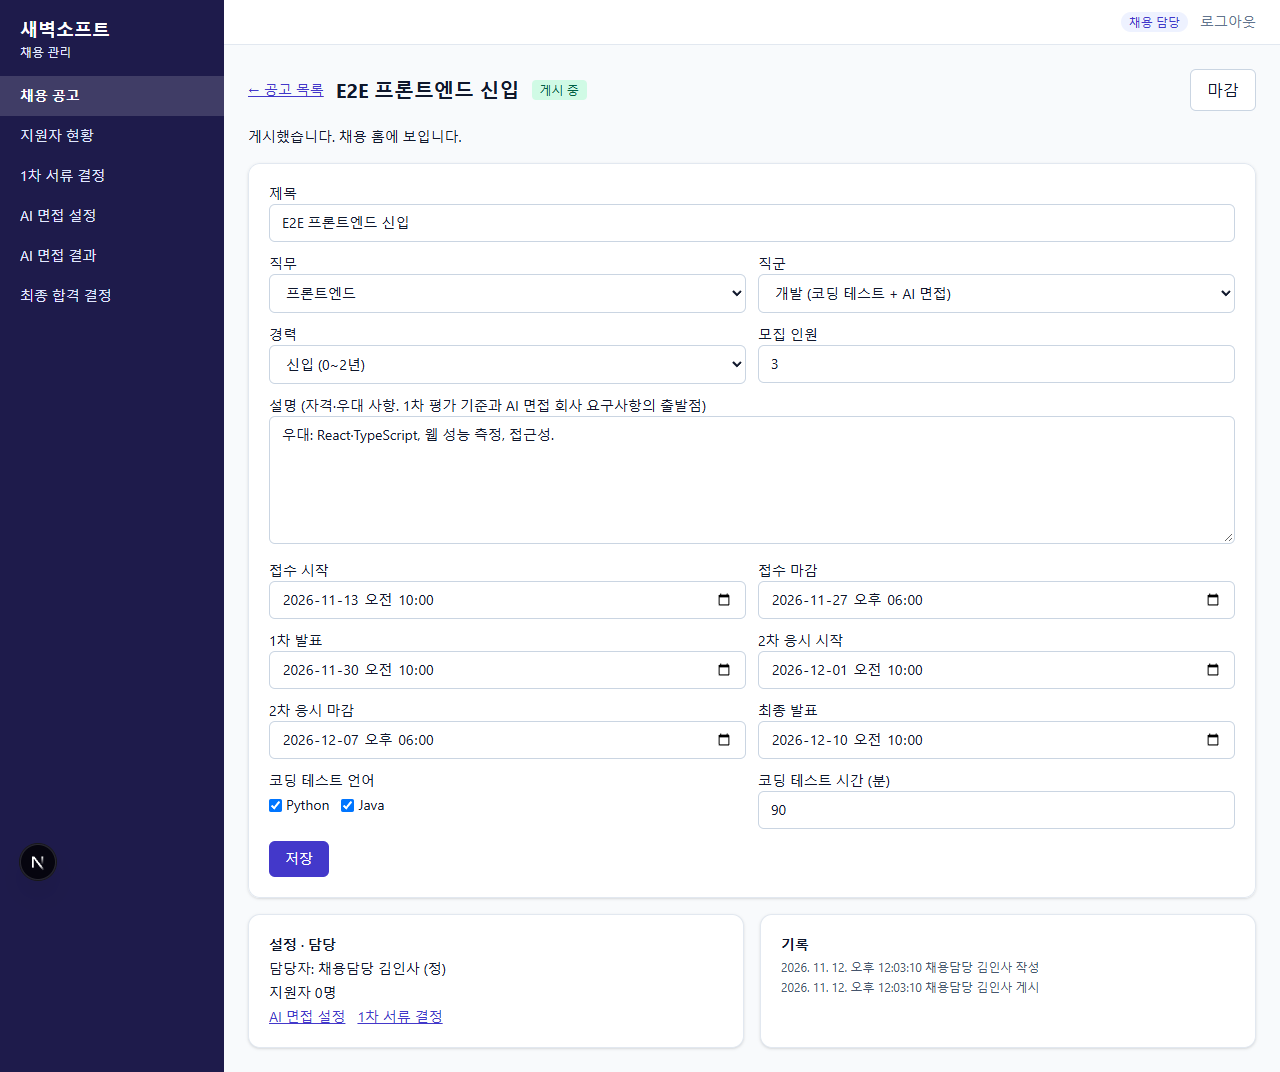 새벽소프트
채용 관리
채용 공고
지원자 현황
1차 서류 결정
AI 면접 설정
AI 면접 결과
최종 합격 결정
N
채용 담당
로그아웃
← 공고 목록
E2E 프론트엔드 신입
게시 중
마감
게시했습니다. 채용 홈에 보입니다.
제목
E2E 프론트엔드 신입
직무
직군
프론트엔드
개발 (코딩 테스트 + AI 면접)
경력
모집 인원
신입 (0~2년)
3
설명 (자격·우대 사항. 1차 평가 기준과 AI 면접 회사 요구사항의 출발점)
우대: React·TypeScript, 웹 성능 측정, 접근성.
접수 시작
접수 마감
2026-11-13 오전 10:00
2026-11-27 오후 06:00
1차 발표
2차 응시 시작
2026-11-30 오전 10:00
2026-12-01 오전 10:00
2차 응시 마감
최종 발표
2026-12-07 오후 06:00
2026-12-10 오전 10:00
코딩 테스트 언어
코딩 테스트 시간 (분)
Python
Java
90
저장
설정 · 담당
담당자: 채용담당 김인사 (정)
지원자 0명
AI 면접 설정
1차 서류 결정
기록
2026. 11. 12. 오후 12:03:10 채용담당 김인사 작성
2026. 11. 12. 오후 12:03:10 채용담당 김인사 게시